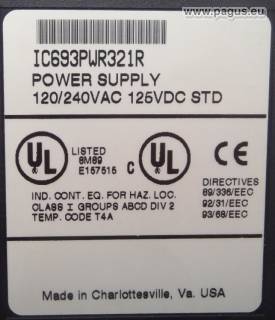 www.pagus.eu
IC693PWR321R
POWER SUPPLY
120/240VAC 125VDC STD
UL
LISTED
6M89
E157515
C
UL
CE
IND. CONT. EQ. FOR HAZ. LOC.
CLASS I GROUPS ABCD DIV 2
TEMP. CODE T4A
DIRECTIVES
89/336/EEC
92/31/EEC
93/68/EEC
Made in Charlottesville, Va. USA